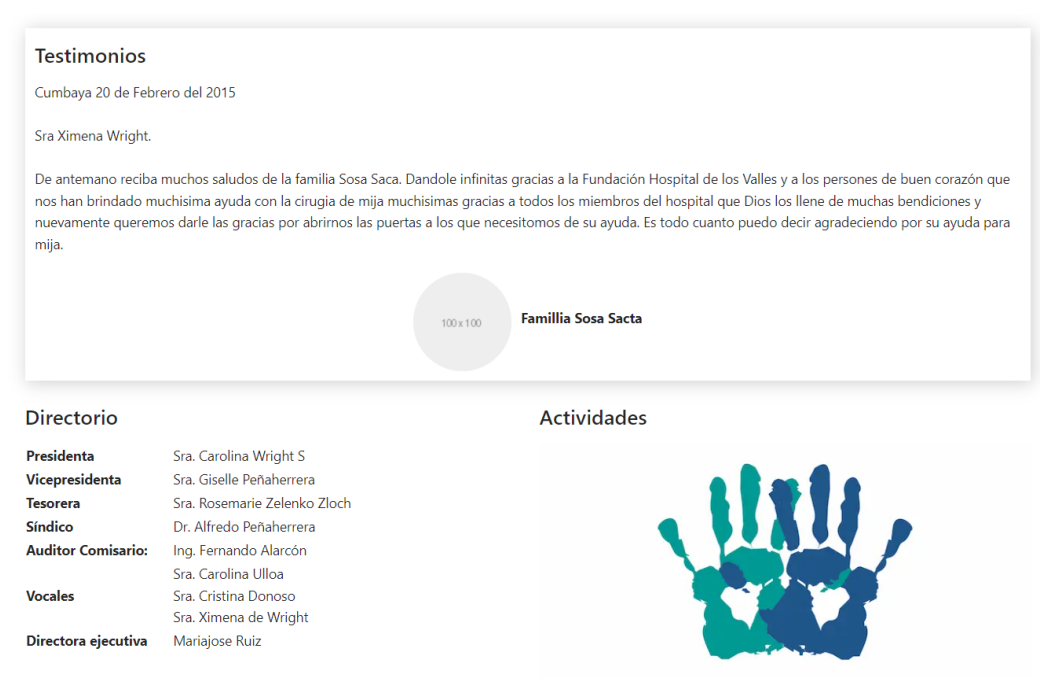 Testimonios
Cumbaya 20 de Febrero del 2015
Sra Ximena Wright.
De antemano reciba muchos saludos de la familia Sosa Saca. Dandole infinitas gracias a la Fundación Hospital de los Valles y a los persones de buen corazón que
nos han brindado muchisima ayuda con la cirugia de mija muchisimas gracias a todos los miembros del hospital que Dios los llene de muchas bendiciones y
nuevamente queremos darle las gracias por abrirnos las puertas a los que necesitomos de su ayuda. Es todo cuanto puedo decir agradeciendo por su ayuda para
mija.
100 x 100
Famillia Sosa Sacta
Directorio
Presidenta Sra. Carolina Wright S
Vicepresidenta Sra. Giselle Peñaherrera
Tesorera Sra. Rosemarie Zelenko Zloch
Síndico Dr. Alfredo Peñaherrera
Auditor Comisario: Ing. Fernando Alarcón
Sra. Carolina Ulloa
Vocales Sra. Cristina Donoso
Sra. Ximena de Wright
Directora ejecutiva Mariajose Ruiz
Actividades